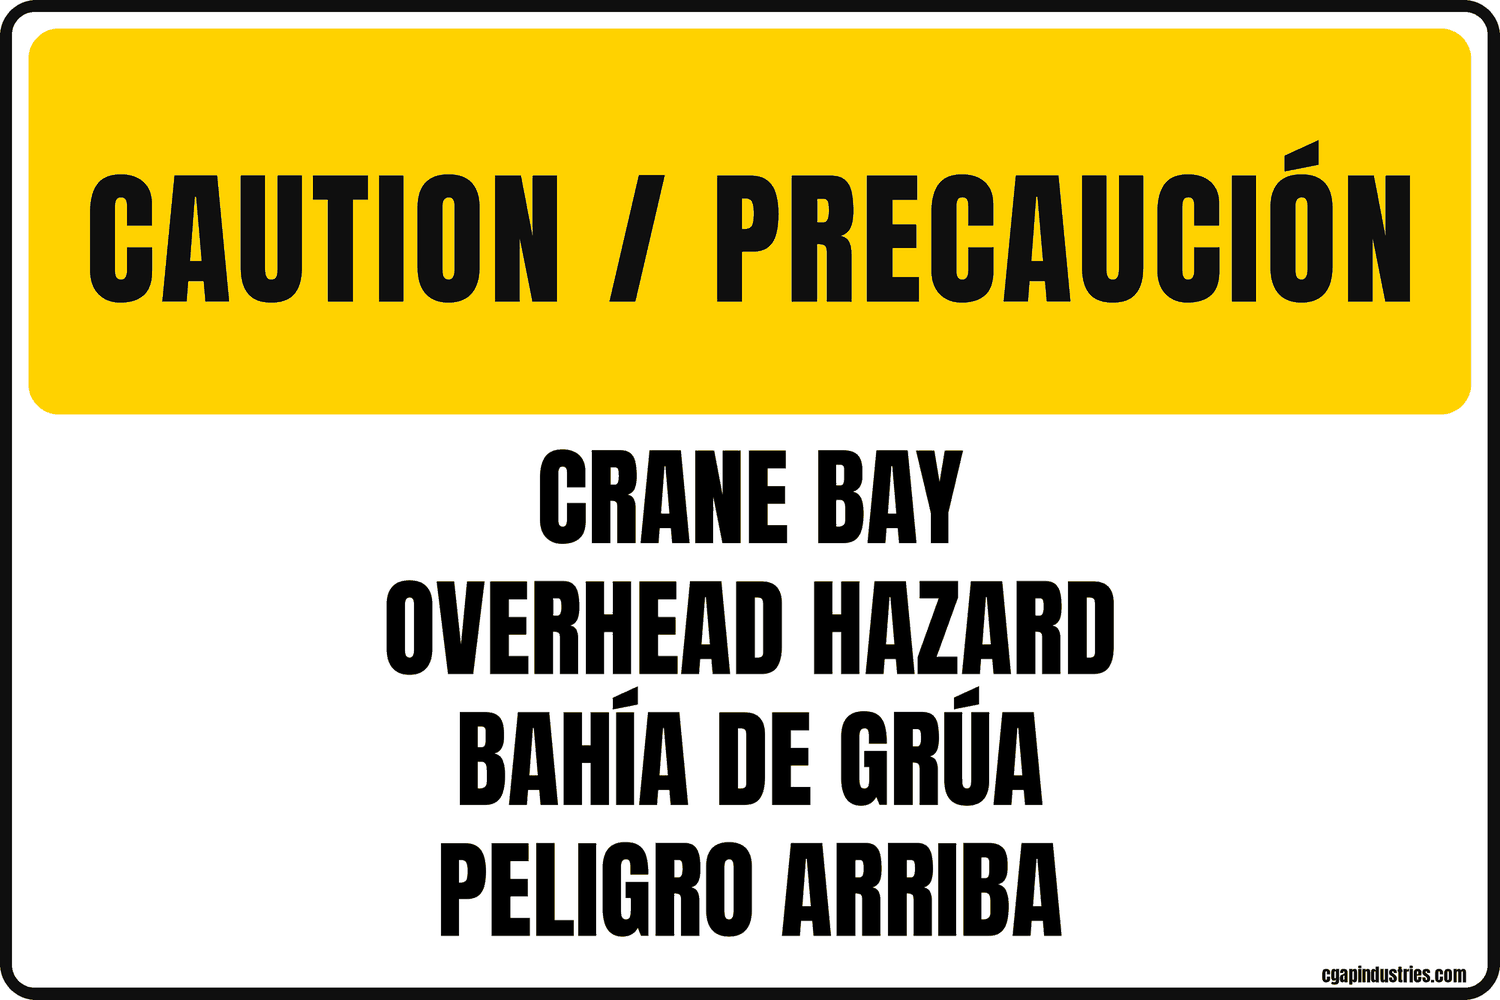 CAUTION / PRECAUCIÓN
CRANE BAY
OVERHEAD HAZARD
BAHÍA DE GRÚA
PELIGRO ARRIBA
cgapindustries.com